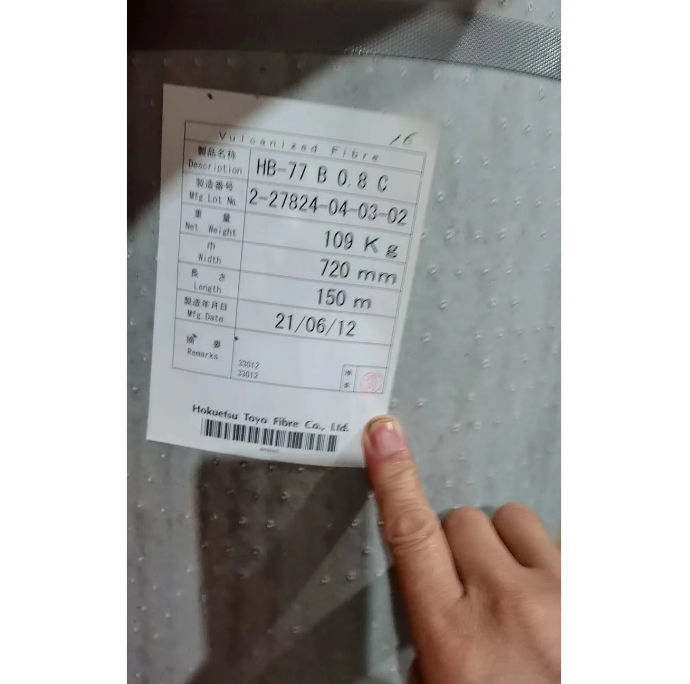 16
Vulcanized Fibre
製品名称 Description HB-77 B 0.8 C
製造番号 Mfg Lot No. 2-27824-04-03-02
重量 Net Weight 109 Kg
巾 Width 720 mm
長さ Length 150 m
製造年月日 Mfg.Date 21/06/12
摘要 Remarks
33012
33012
Hokuetsu Toyo Fibre Co., Ltd.